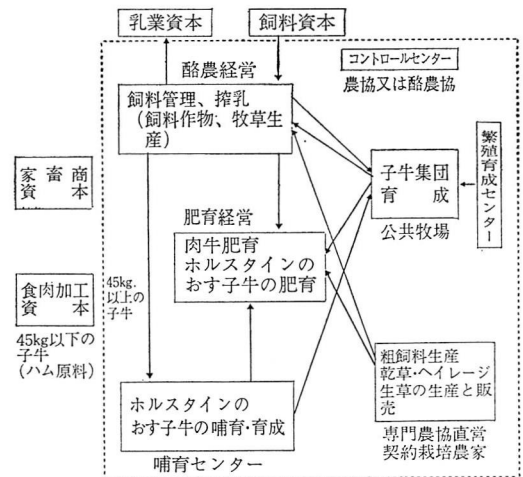 乳業資本
飼料資本
コントロールセンター
農協又は酪農協
酪農経営
飼料管理、搾乳
(飼料作物、牧草生
産)
繁殖育成センター
子牛集団
育成
公共牧場
家畜商
資本
肥育経営
肉牛肥育
ホルスタインの
おす子牛の肥育
食肉加工
資本
45kg以下の
子牛
(ハム原料)
45kg.
以上の
子牛
粗飼料生産
乾草・ヘイレージ
生草の生産と販
売
専門農協直営
契約栽培農家
ホルスタインの
おす子牛の哺育・育成
哺育センター